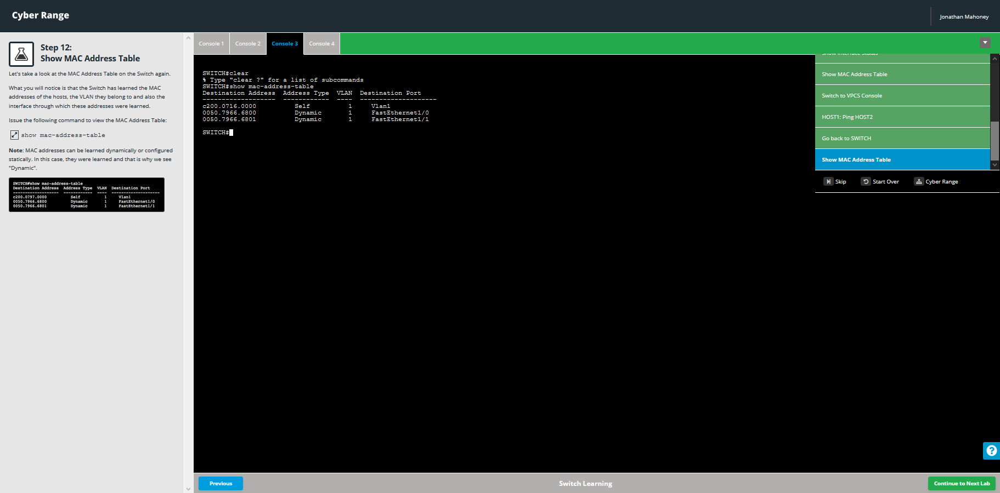 Cyber Range
Jonathan Mahoney
Step 12:
Show MAC Address Table
Let's take a look at the MAC Address Table on the Switch again.
What you will notice is that the Switch has learned the MAC
addresses of the hosts, the VLAN they belong to and also the
interface through which these addresses were learned.
Issue the following command to view the MAC Address Table:
show mac-address-table
Note: MAC addresses can be learned dynamically or configured
statically. In this case, they were learned and that is why we see
"Dynamic".
SWITCH#show mac-address-table
Destination Address  Address Type  VLAN  Destination Port
-------------------  ------------  ----  --------------------
c200.0797.0000          Self          1     Vlan1
0050.7966.6800          Dynamic       1     FastEthernet1/0
0050.7966.6801          Dynamic       1     FastEthernet1/1
Console 1
Console 2
Console 3
Console 4
SWITCH#clear
% Type "clear ?" for a list of subcommands
SWITCH#show mac-address-table
Destination Address  Address Type  VLAN  Destination Port
-------------------  ------------  ----  --------------------
c200.0716.0000          Self          1     Vlan1
0050.7966.6800          Dynamic       1     FastEthernet1/0
0050.7966.6801          Dynamic       1     FastEthernet1/1
SWITCH#
Show Interface Status
Show MAC Address Table
Switch to VPCS Console
HOST1: Ping HOST2
Go back to SWITCH
Show MAC Address Table
Skip
Start Over
Cyber Range
?
Previous
Switch Learning
Continue to Next Lab